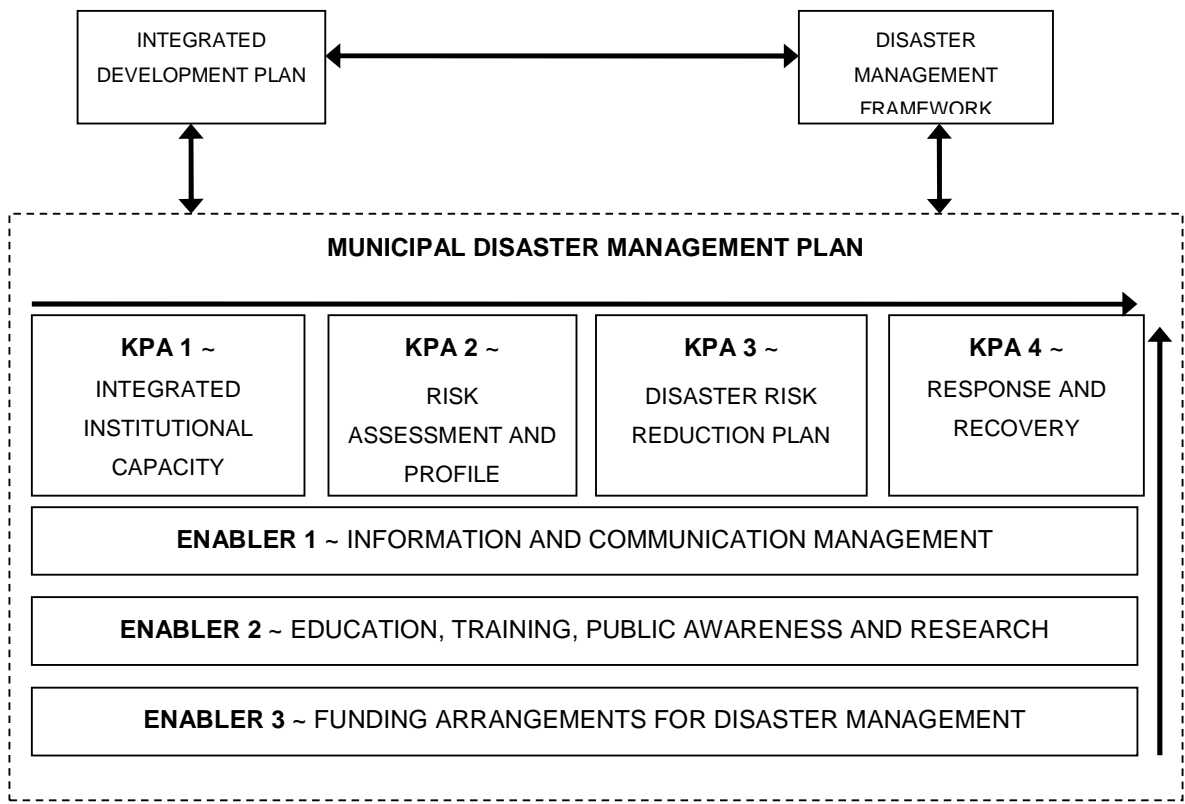 INTEGRATED
DEVELOPMENT PLAN
DISASTER
MANAGEMENT
FRAMEWORK
MUNICIPAL DISASTER MANAGEMENT PLAN
KPA 1 ~
INTEGRATED
INSTITUTIONAL
CAPACITY
KPA 2 ~
RISK
ASSESSMENT AND
PROFILE
KPA 3 ~
DISASTER RISK
REDUCTION PLAN
KPA 4 ~
RESPONSE AND
RECOVERY
ENABLER 1 ~ INFORMATION AND COMMUNICATION MANAGEMENT
ENABLER 2 ~ EDUCATION, TRAINING, PUBLIC AWARENESS AND RESEARCH
ENABLER 3 ~ FUNDING ARRANGEMENTS FOR DISASTER MANAGEMENT